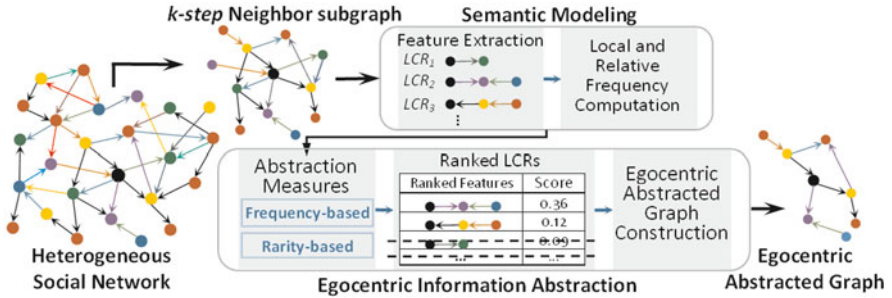 k-step Neighbor subgraph
Semantic Modeling
Feature Extraction
LCR1
LCR2
LCR3
⋮
Local and
Relative
Frequency
Computation
Heterogeneous
Social Network
Abstraction
Measures
Frequency-based
Rarity-based
Ranked LCRs
Ranked Features Score
0.36
0.12
0.09
... ...
Egocentric
Abstracted
Graph
Construction
Egocentric Information Abstraction
Egocentric
Abstracted Graph